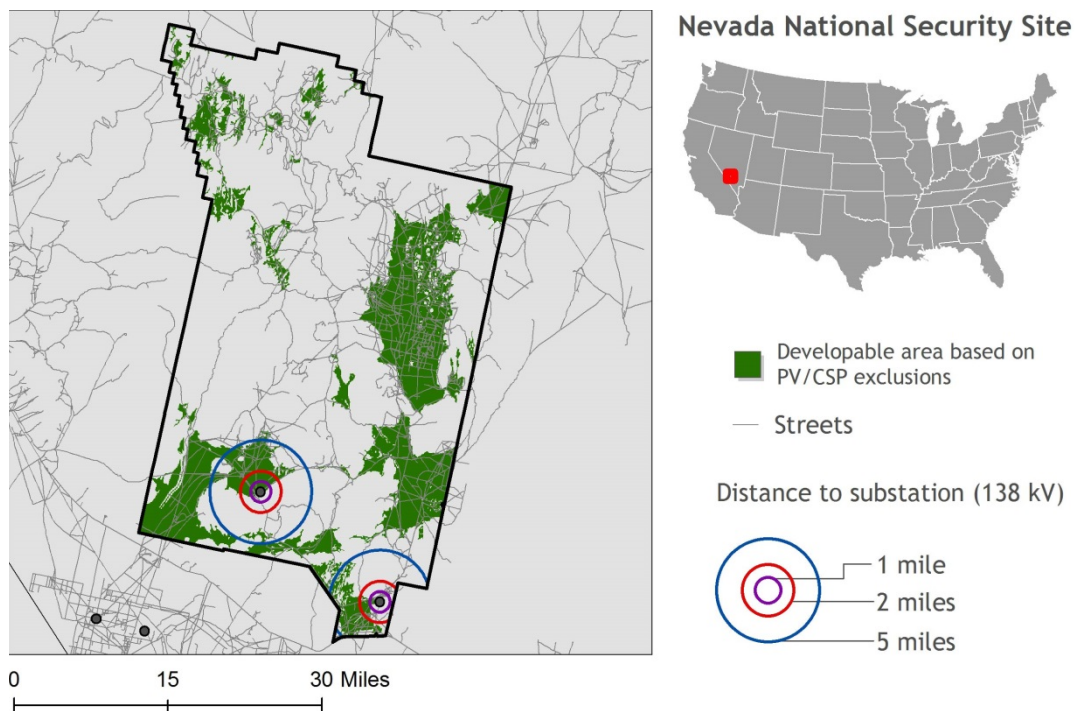 Nevada National Security Site
Developable area based on
PV/CSP exclusions
Streets
Distance to substation (138 kV)
1 mile
2 miles
5 miles
0 15 30 Miles